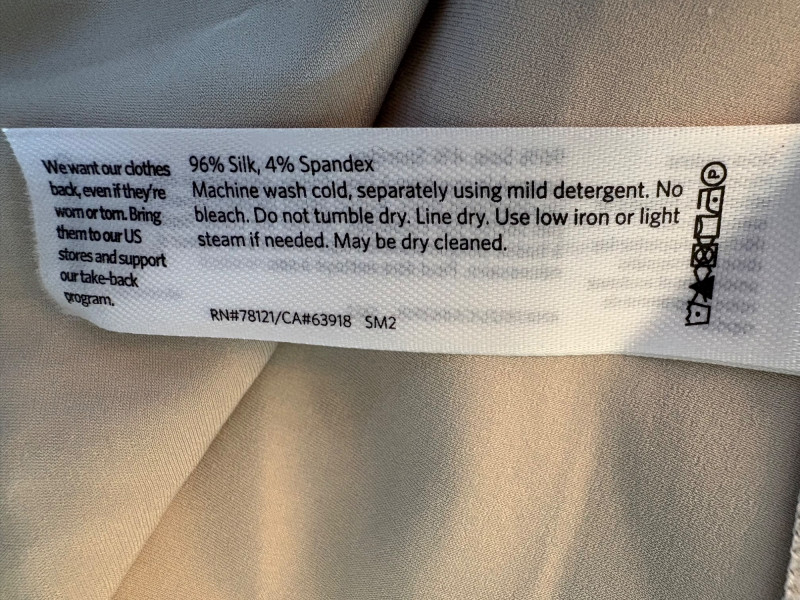 We want our clothes
back, even if they're
worn or torn. Bring
them to our US
stores and support
our take-back
program.
96% Silk, 4% Spandex
Machine wash cold, separately using mild detergent. No
bleach. Do not tumble dry. Line dry. Use low iron or light
steam if needed. May be dry cleaned.
RN#78121/CA#63918 SM2
P